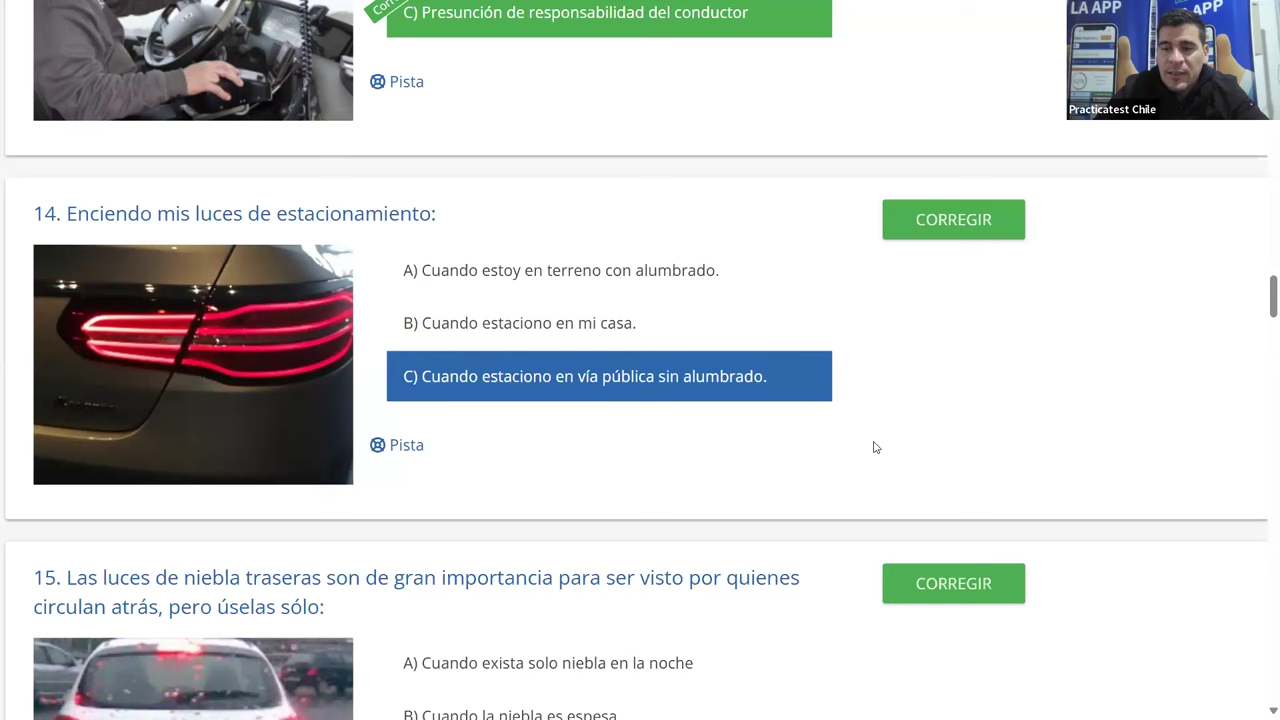 LA APP
APP
Practicatest Chile
C) Presunción de responsabilidad del conductor
Pista
14. Enciendo mis luces de estacionamiento:
CORREGIR
A) Cuando estoy en terreno con alumbrado.
B) Cuando estaciono en mi casa.
C) Cuando estaciono en vía pública sin alumbrado.
Pista
15. Las luces de niebla traseras son de gran importancia para ser visto por quienes
circulan atrás, pero úselas sólo:
CORREGIR
A) Cuando exista solo niebla en la noche
B) Cuando la niebla es espesa